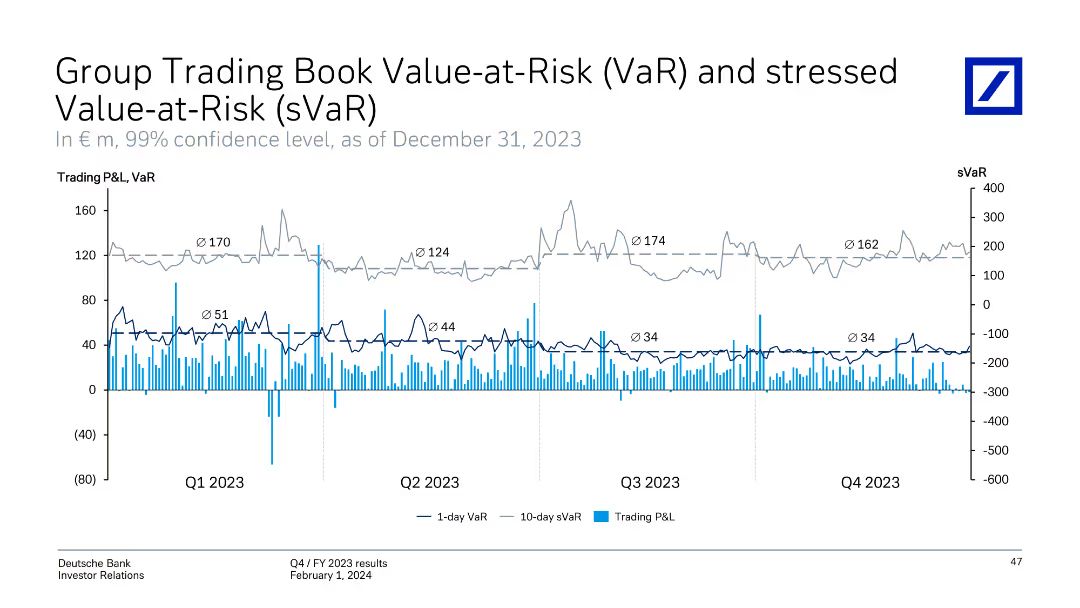 Group Trading Book Value-at-Risk (VaR) and stressed
Value-at-Risk (sVaR)
In € m, 99% confidence level, as of December 31, 2023
Trading P&L, VaR
sVaR
160
120
80
40
0
(40)
(80)
400
300
200
100
0
-100
-200
-300
-400
-500
-600
∅ 170
∅ 124
∅ 174
∅ 162
∅ 51
∅ 44
∅ 34
∅ 34
Q1 2023
Q2 2023
Q3 2023
Q4 2023
1-day VaR
10-day sVaR
Trading P&L
Deutsche Bank
Investor Relations
Q4 / FY 2023 results
February 1, 2024
47